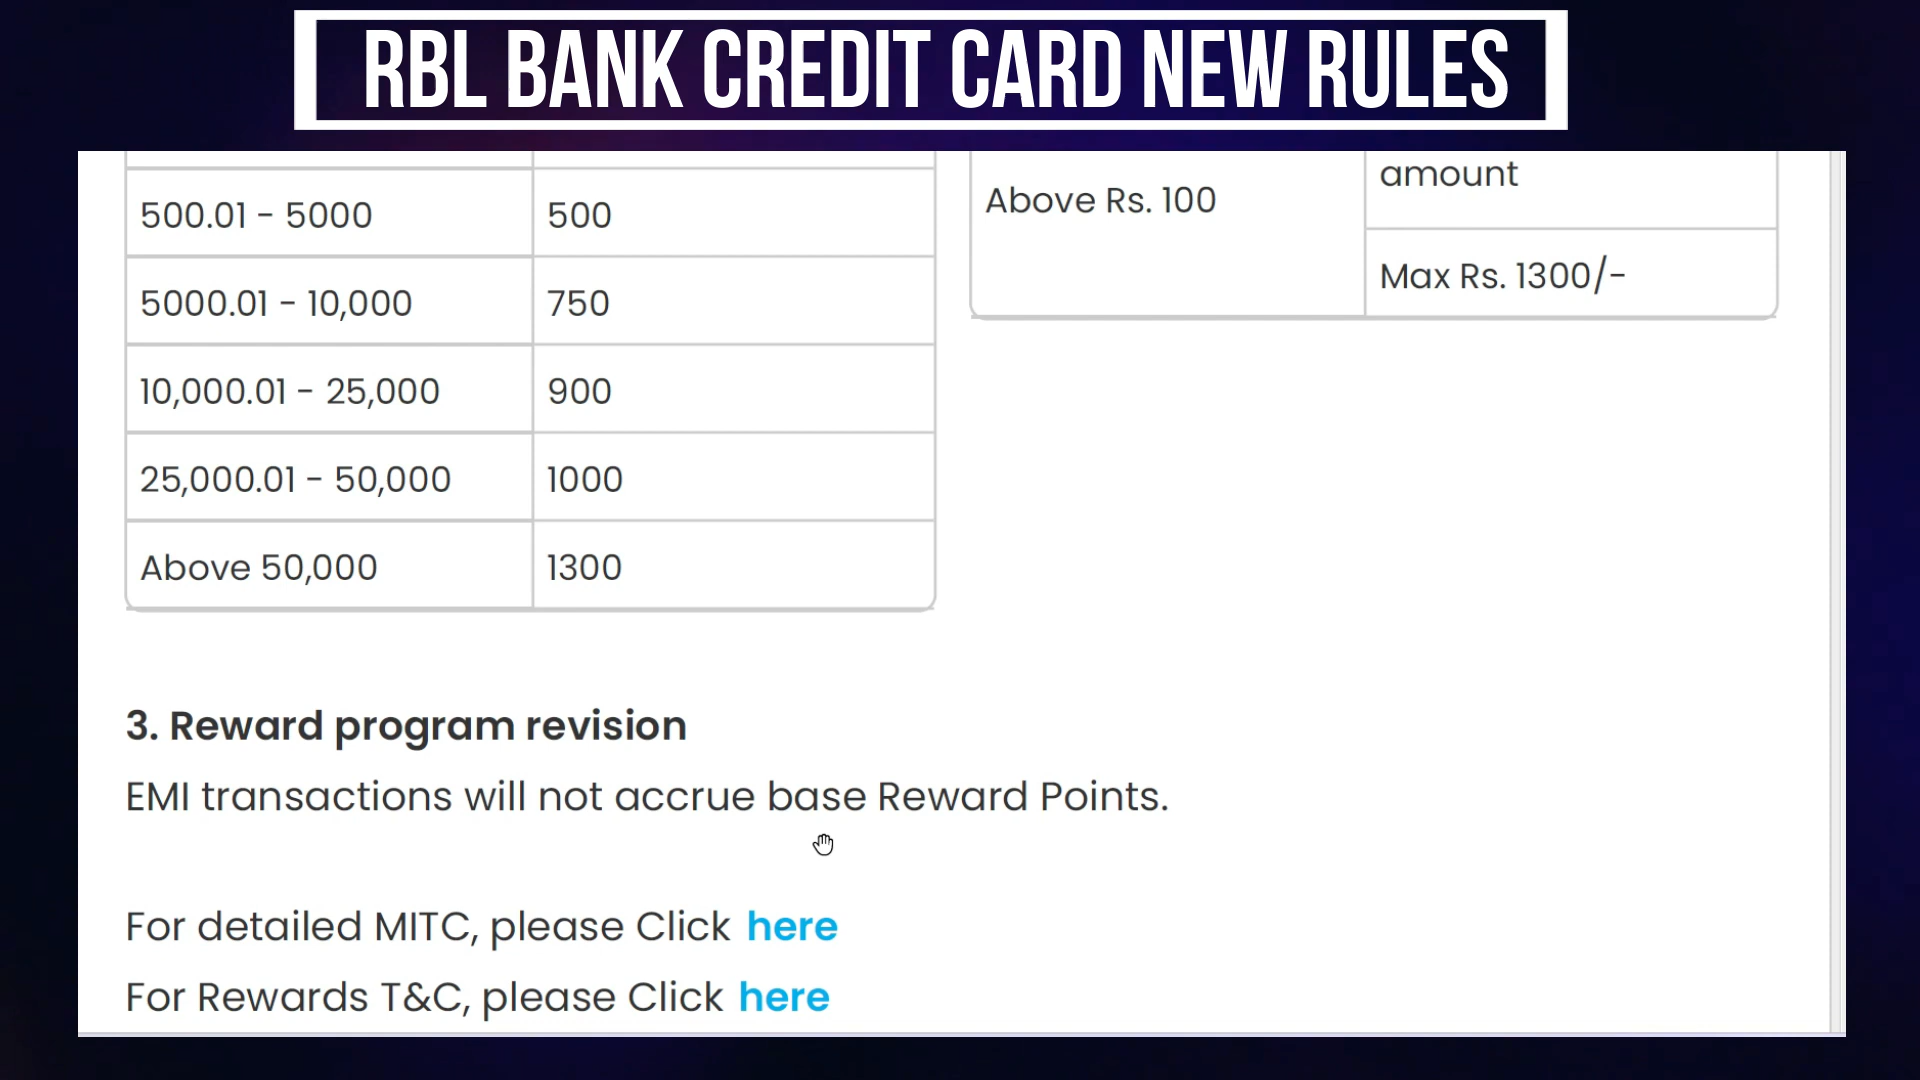 RBL BANK CREDIT CARD NEW RULES
500.01 - 5000 500
5000.01 - 10,000 750
10,000.01 - 25,000 900
25,000.01 - 50,000 1000
Above 50,000 1300
amount
Above Rs. 100
Max Rs. 1300/-
3. Reward program revision
EMI transactions will not accrue base Reward Points.
For detailed MITC, please Click here
For Rewards T&C, please Click here